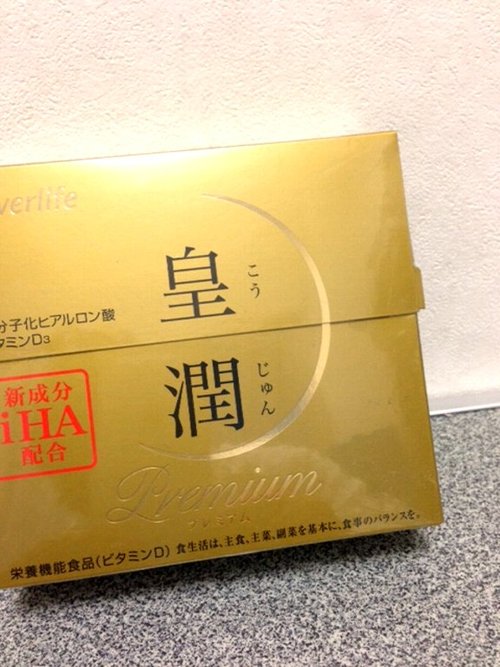 verlife
皇
こう
分子化ヒアルロン酸
タミンD3
潤
じゅん
新成分
iHA
配合
Premium
プレミアム
栄養機能食品(ビタミンD) 食生活は、主食、主菜、副菜を基本に、食事のバランスを。